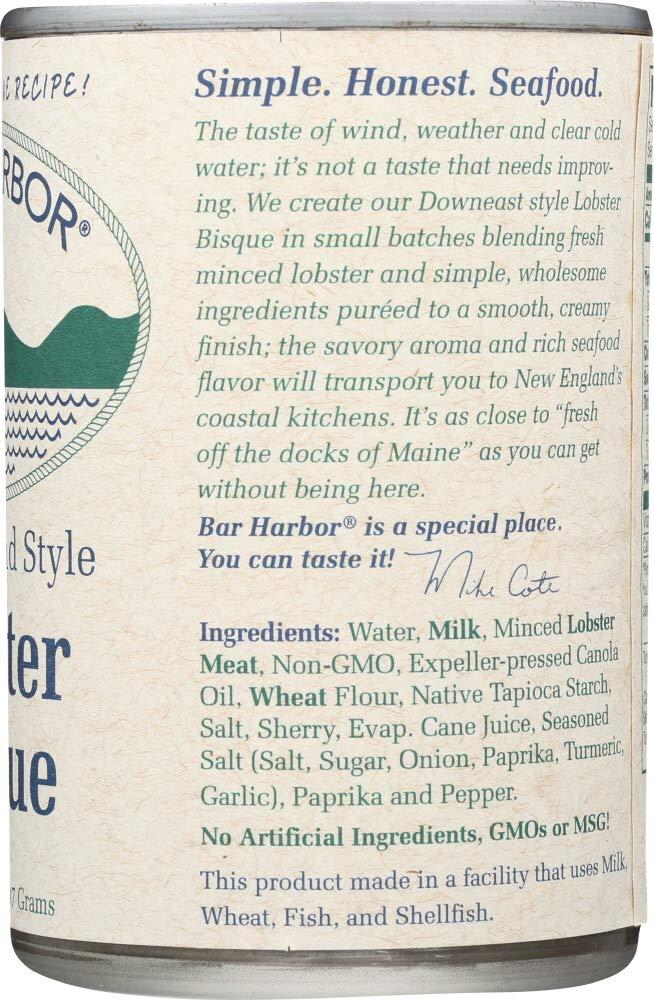 RECIPE!
RBOR®
d Style
ter
ue
7 Grams
Simple. Honest. Seafood.
The taste of wind, weather and clear cold
water; it's not a taste that needs improv-
ing. We create our Downeast style Lobster
Bisque in small batches blending fresh
minced lobster and simple, wholesome
ingredients puréed to a smooth, creamy
finish; the savory aroma and rich seafood
flavor will transport you to New England's
coastal kitchens. It's as close to "fresh
off the docks of Maine" as you can get
without being here.
Bar Harbor® is a special place.
You can taste it!
Mike Cote
Ingredients: Water, Milk, Minced Lobster
Meat, Non-GMO, Expeller-pressed Canola
Oil, Wheat Flour, Native Tapioca Starch,
Salt, Sherry, Evap. Cane Juice, Seasoned
Salt (Salt, Sugar, Onion, Paprika, Turmeric,
Garlic), Paprika and Pepper.
No Artificial Ingredients, GMOs or MSG!
This product made in a facility that uses Milk,
Wheat, Fish, and Shellfish.